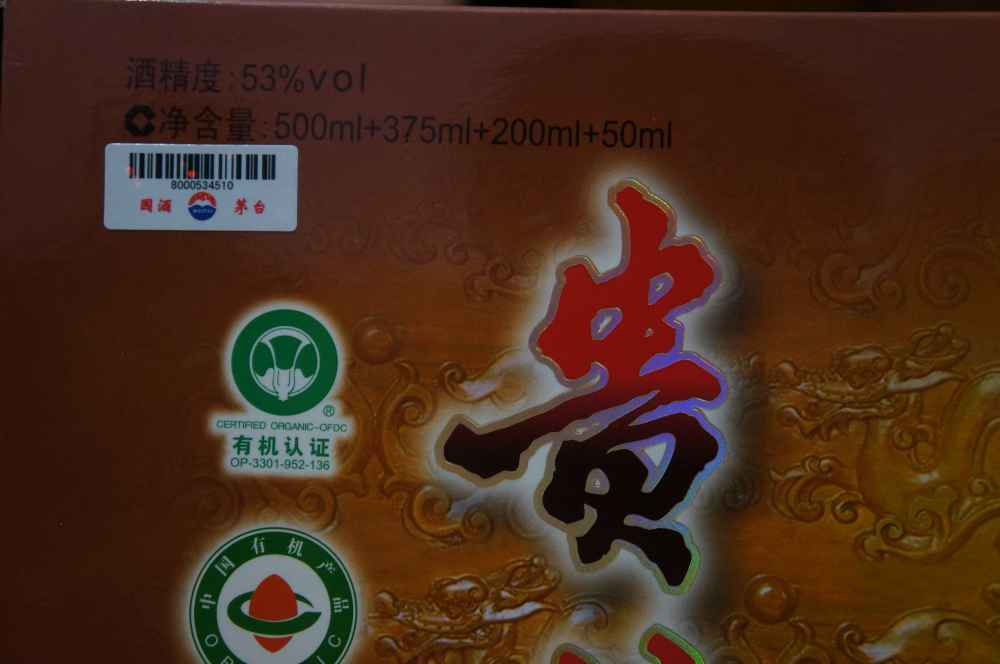 酒精度:53%vol
净含量:500ml+375ml+200ml+50ml
8000534510
国酒 茅台
贵
®
CERTIFIED ORGANIC-OFDC
有机认证
OP-3301-952-136
中国有机产品